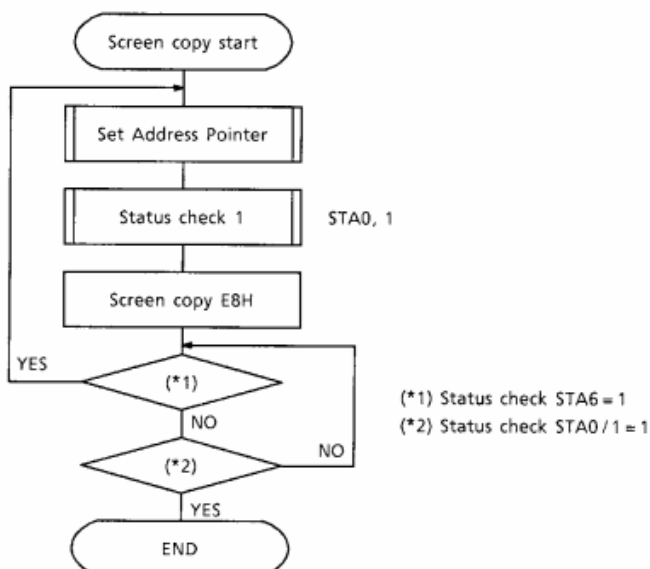 Screen copy start
Set Address Pointer
Status check 1
STA0, 1
Screen copy E8H
YES
(*1)
(*1) Status check STA6 = 1
NO
(*2) Status check STA0 / 1 = 1
(*2)
NO
YES
END